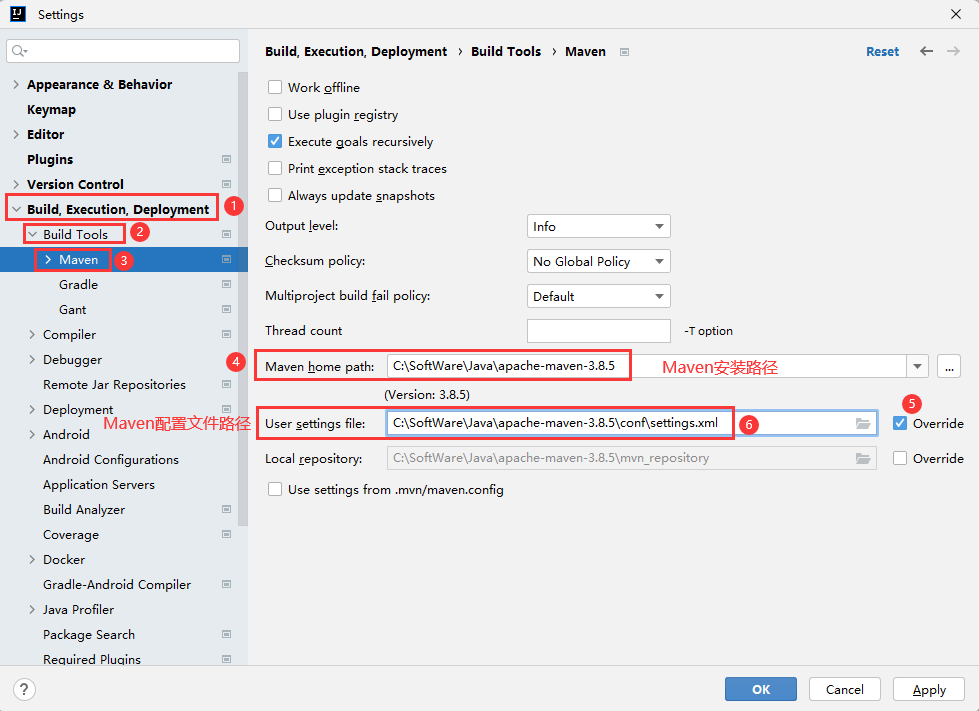 Settings
Appearance & Behavior
Keymap
Editor
Plugins
Version Control
Build, Execution, Deployment 1
Build Tools 2
Maven 3
Gradle
Gant
Compiler
Debugger
Remote Jar Repositories
Deployment
Android
Android Configurations
Application Servers
Build Analyzer
Coverage
Docker
Gradle-Android Compiler
Java Profiler
Package Search
Required Plugins
Build, Execution, Deployment › Build Tools › Maven
Reset
Work offline
Use plugin registry
Execute goals recursively
Print exception stack traces
Always update snapshots
Output level: Info
Checksum policy: No Global Policy
Multiproject build fail policy: Default
Thread count -T option
4 Maven home path: C:\SoftWare\Java\apache-maven-3.8.5 Maven安装路径 ...
(Version: 3.8.5)
5
Maven配置文件路径 User settings file: C:\SoftWare\Java\apache-maven-3.8.5\conf\settings.xml 6 Override
Local repository: C:\SoftWare\Java\apache-maven-3.8.5\mvn_repository Override
Use settings from .mvn/maven.config
? OK Cancel Apply